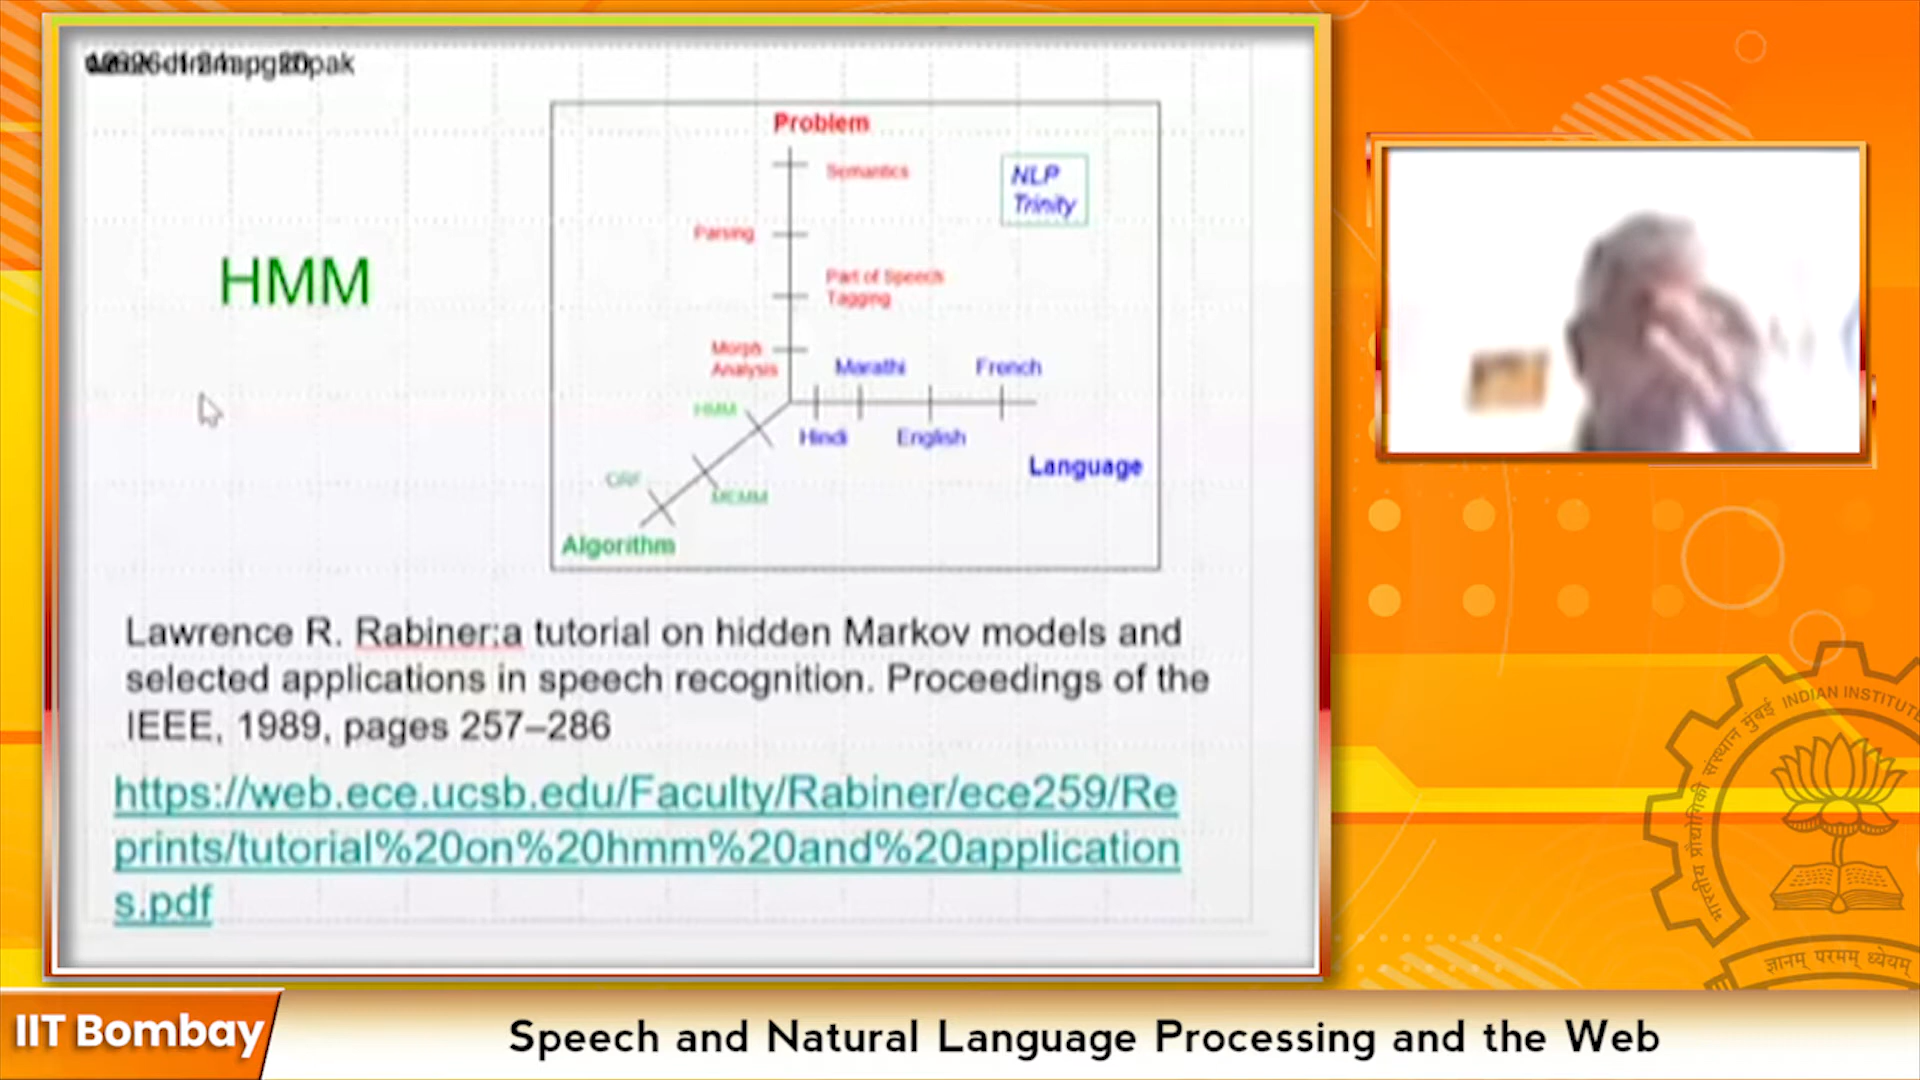 HMM
Problem
Semantics
NLP
Trinity
Parsing
Part of Speech
Tagging
Morph
Analysis
Marathi
French
HMM
Hindi
English
Language
CRF
MEMM
Algorithm
Lawrence R. Rabiner:a tutorial on hidden Markov models and
selected applications in speech recognition. Proceedings of the
IEEE, 1989, pages 257–286
https://web.ece.ucsb.edu/Faculty/Rabiner/ece259/Re
prints/tutorial%20on%20hmm%20and%20application
s.pdf
भारतीय प्रौद्योगिकी संस्थान मुंबई INDIAN INSTITUTE
ज्ञानम् परमम् ध्येयम्
IIT Bombay
Speech and Natural Language Processing and the Web